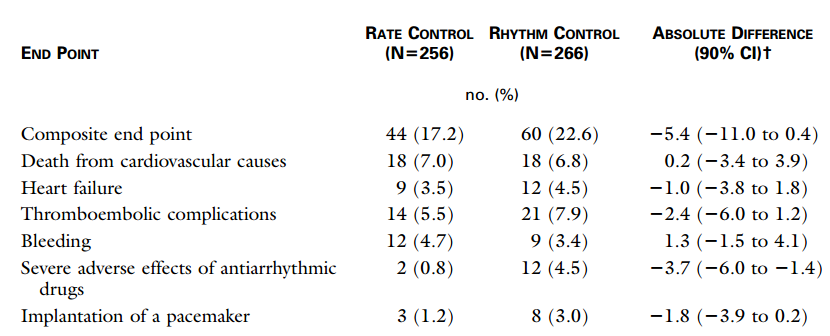 END POINT RATE CONTROL (N=256) RHYTHM CONTROL (N=266) ABSOLUTE DIFFERENCE (90% CI)†
no. (%)
Composite end point 44 (17.2) 60 (22.6) −5.4 (−11.0 to 0.4)
Death from cardiovascular causes 18 (7.0) 18 (6.8) 0.2 (−3.4 to 3.9)
Heart failure 9 (3.5) 12 (4.5) −1.0 (−3.8 to 1.8)
Thromboembolic complications 14 (5.5) 21 (7.9) −2.4 (−6.0 to 1.2)
Bleeding 12 (4.7) 9 (3.4) 1.3 (−1.5 to 4.1)
Severe adverse effects of antiarrhythmic 2 (0.8) 12 (4.5) −3.7 (−6.0 to −1.4)
drugs
Implantation of a pacemaker 3 (1.2) 8 (3.0) −1.8 (−3.9 to 0.2)